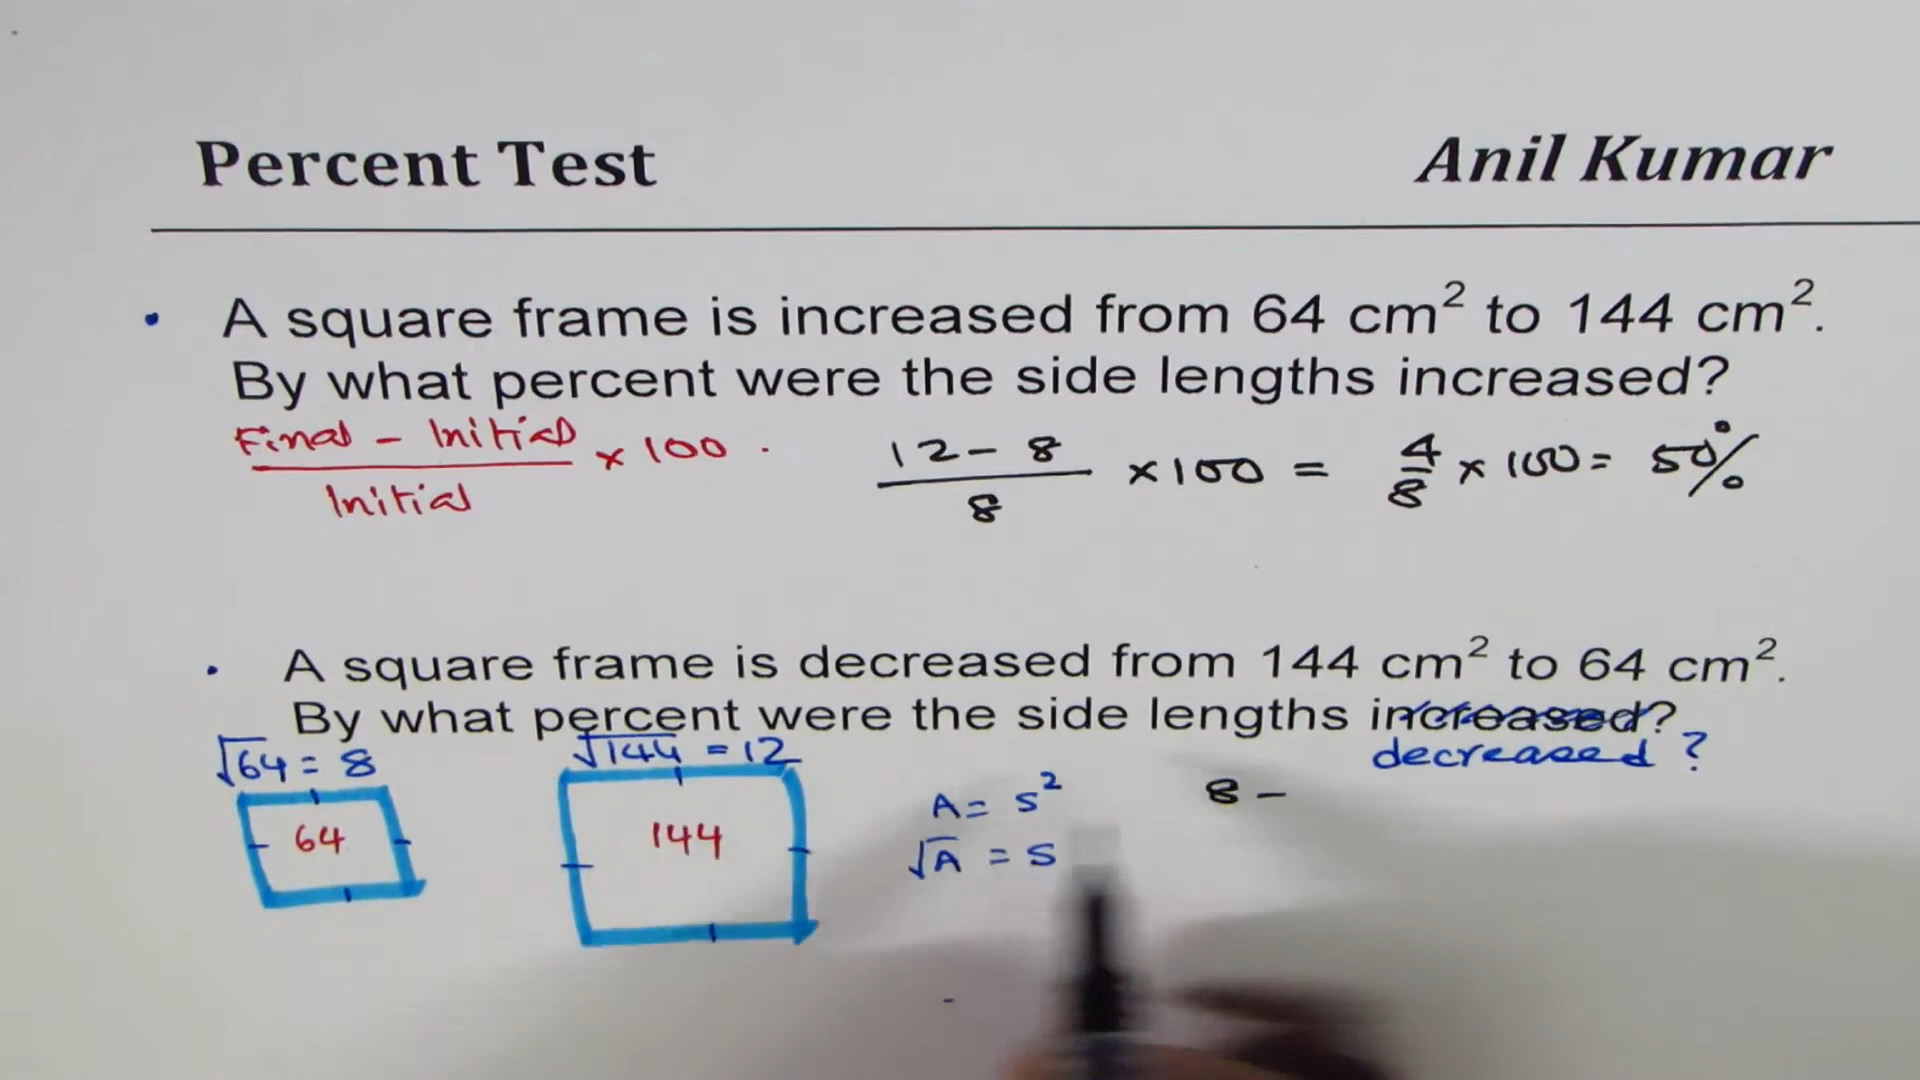 Percent Test
Anil Kumar
• A square frame is increased from 64 cm² to 144 cm².
By what percent were the side lengths increased?
Final - Initial / Initial × 100 .
12 - 8 / 8 × 100 = 4/8 × 100 = 50%
• A square frame is decreased from 144 cm² to 64 cm².
By what percent were the side lengths increased?
decreased ?
√64 = 8
√144 = 12
64
144
A = s²
√A = s
8 -